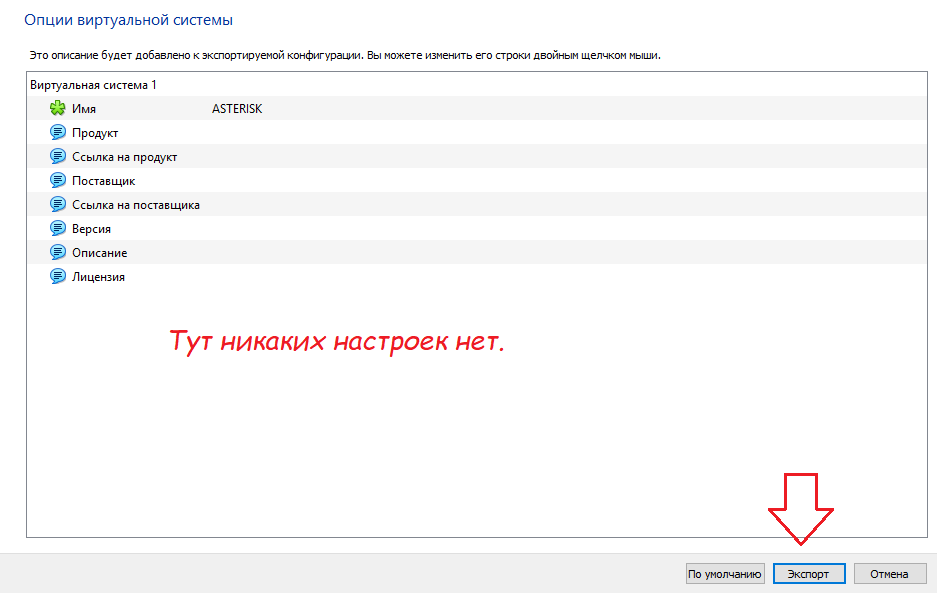 Опции виртуальной системы
Это описание будет добавлено к экспортируемой конфигурации. Вы можете изменить его строки двойным щелчком мыши.
Виртуальная система 1
Имя ASTERISK
Продукт
Ссылка на продукт
Поставщик
Ссылка на поставщика
Версия
Описание
Лицензия
Тут никаких настроек нет.
По умолчанию Экспорт Отмена